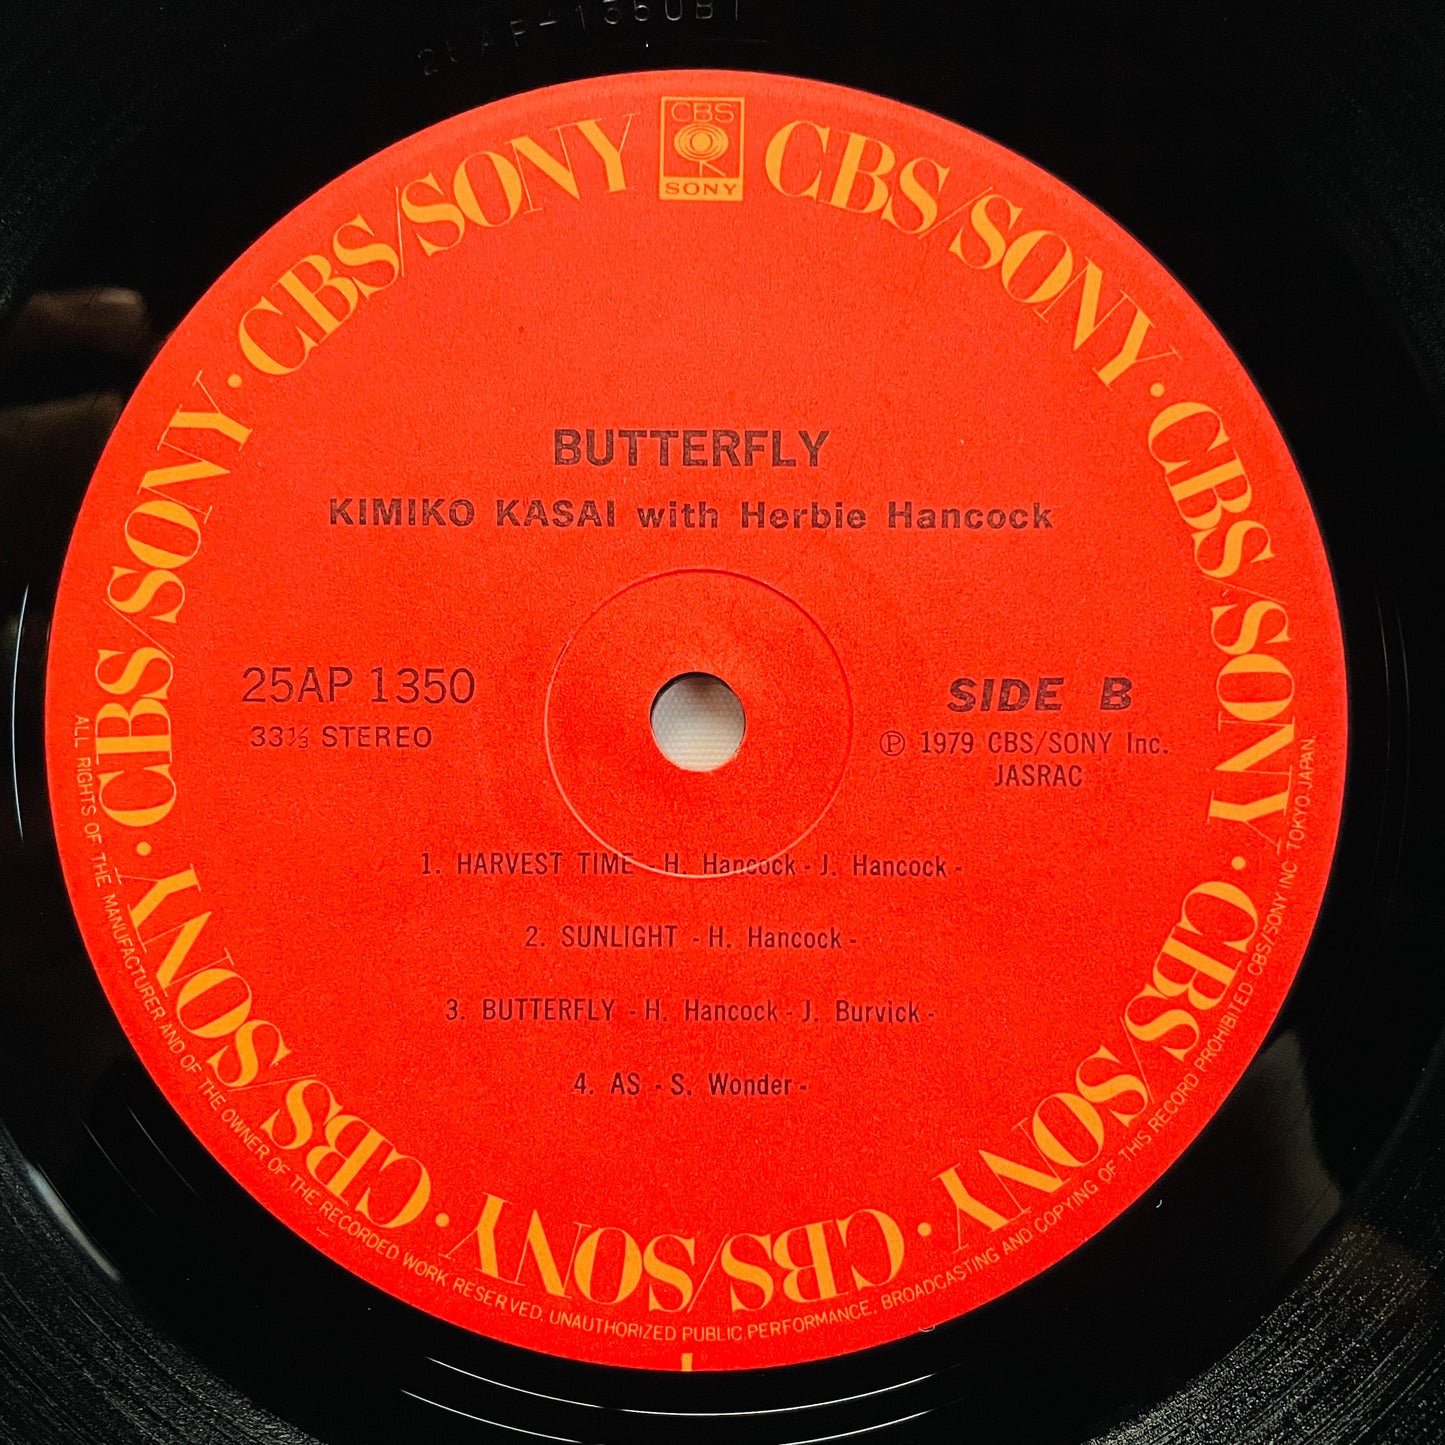 CBS
SONY
CBS/SONY · CBS/SONY · CBS/SONY · CBS/SONY · CBS/SONY · CBS/SONY · CBS/SONY · CBS/SONY
BUTTERFLY
KIMIKO KASAI with Herbie Hancock
25AP 1350
33⅓ STEREO
SIDE B
Ⓟ 1979 CBS/SONY Inc.
JASRAC
1. HARVEST TIME - H. Hancock - J. Hancock -
2. SUNLIGHT - H. Hancock -
3. BUTTERFLY - H. Hancock - J. Burvick -
4. AS - S. Wonder -
ALL RIGHTS OF THE MANUFACTURER AND OF THE OWNER OF THE RECORDED WORK RESERVED. UNAUTHORIZED PUBLIC PERFORMANCE, BROADCASTING AND COPYING OF THIS RECORD PROHIBITED CBS/SONY INC TOKYO JAPAN